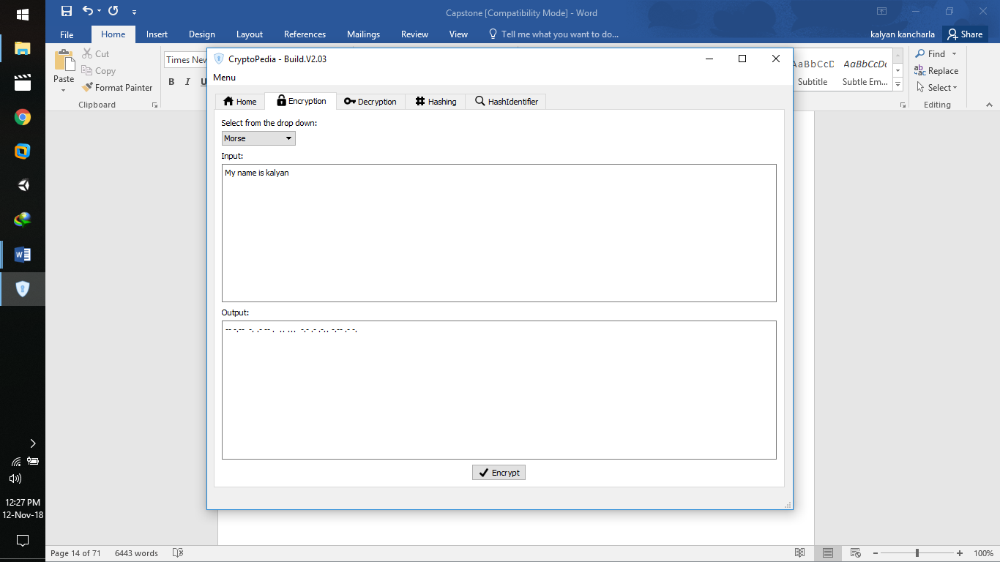 Capstone [Compatibility Mode] - Word
File Home Insert Design Layout References Mailings Review View Tell me what you want to do... kalyan kancharla Share
Paste
Cut
Copy
Format Painter
Clipboard
Times New
B I U
AaBbCcD AaBbCcDc
Subtitle Subtle Em...
Find
Replace
Select
Editing
CryptoPedia - Build.V2.03
Menu
Home Encryption Decryption Hashing HashIdentifier
Select from the drop down:
Morse
Input:
My name is kalyan
Output:
-- -.-- -. .- -- . .. ... -.- .- .-.. -.-- .- -.
Encrypt
12:27 PM
12-Nov-18
Page 14 of 71 6443 words 100%